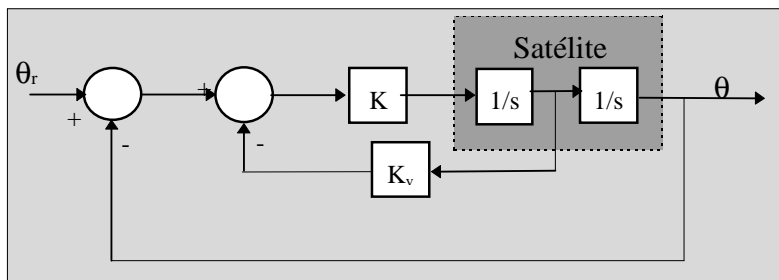 Satélite
θr
θ
+
+
K
1/s
1/s
-
-
Kv